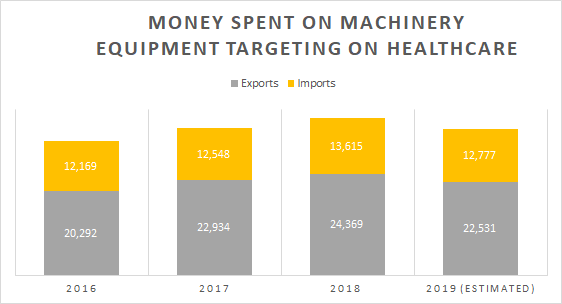 MONEY SPENT ON MACHINERY
EQUIPMENT TARGETING ON HEALTHCARE
Exports Imports
12,169 12,548 13,615 12,777
20,292 22,934 24,369 22,531
2016 2017 2018 2019 (ESTIMATED)